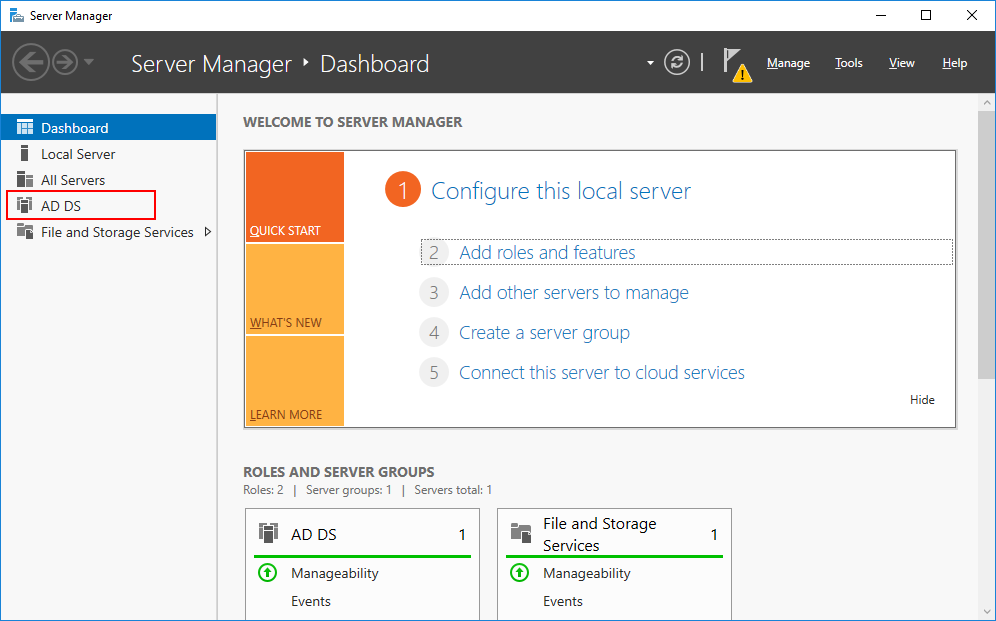 Server Manager
Server Manager ‣ Dashboard
Manage Tools View Help
Dashboard
Local Server
All Servers
AD DS
File and Storage Services
WELCOME TO SERVER MANAGER
QUICK START
WHAT'S NEW
LEARN MORE
1 Configure this local server
2 Add roles and features
3 Add other servers to manage
4 Create a server group
5 Connect this server to cloud services
Hide
ROLES AND SERVER GROUPS
Roles: 2 | Server groups: 1 | Servers total: 1
AD DS 1
Manageability
Events
File and Storage
Services 1
Manageability
Events